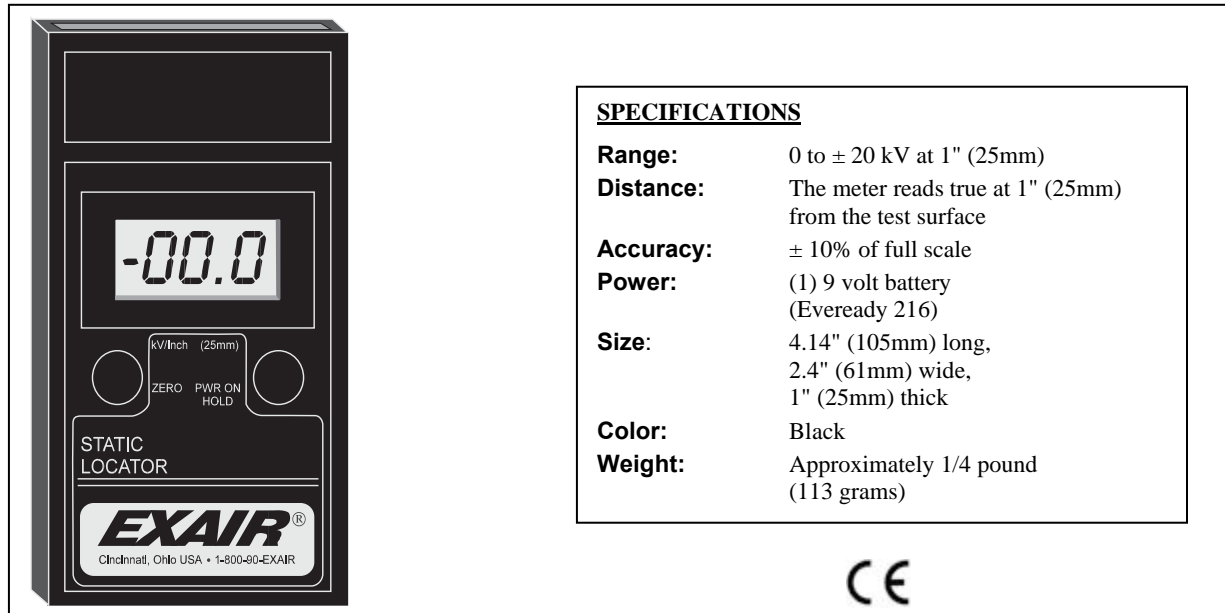 -00.0
kV/Inch (25mm)
ZERO PWR ON
HOLD
STATIC
LOCATOR
EXAIR®
Cincinnati, Ohio USA • 1-800-90-EXAIR
SPECIFICATIONS
Range: 0 to ± 20 kV at 1" (25mm)
Distance: The meter reads true at 1" (25mm)
from the test surface
Accuracy: ± 10% of full scale
Power: (1) 9 volt battery
(Eveready 216)
Size: 4.14" (105mm) long,
2.4" (61mm) wide,
1" (25mm) thick
Color: Black
Weight: Approximately 1/4 pound
(113 grams)
CE